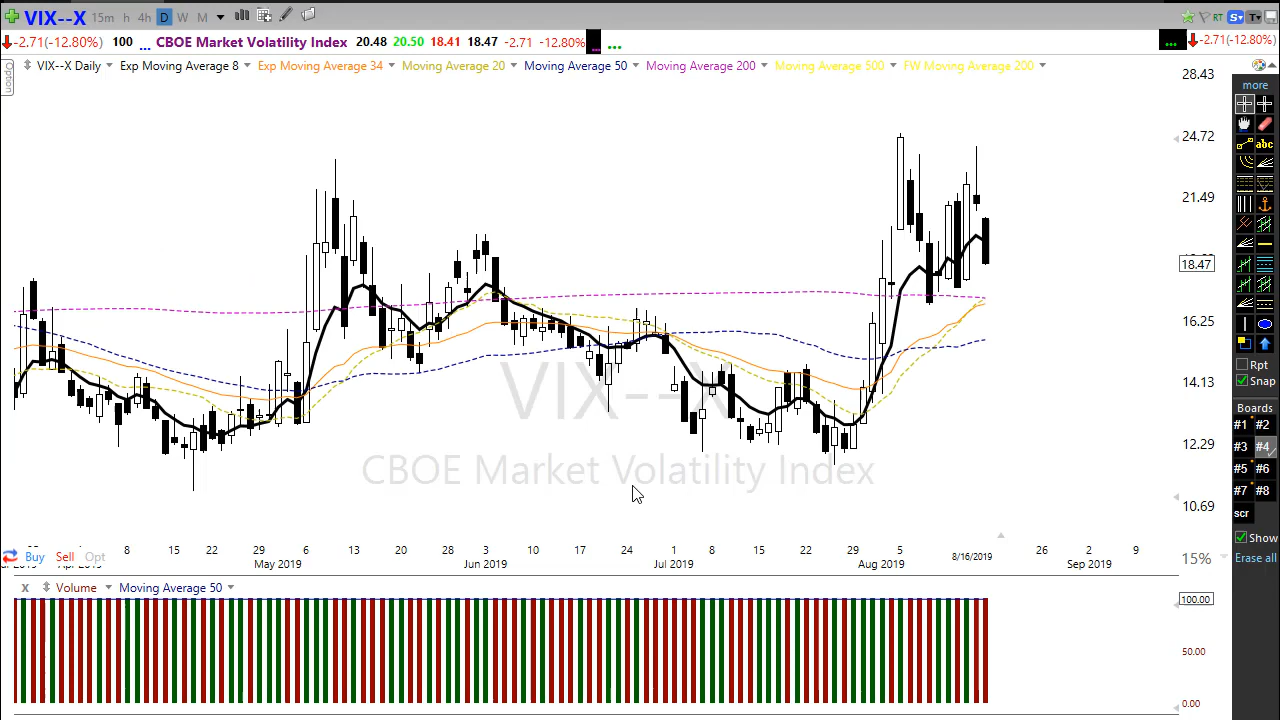 VIX--X 15m h 4h D W M RT S T
-2.71(-12.80%) 100 ... CBOE Market Volatility Index 20.48 20.50 18.41 18.47 -2.71 -12.80% ... ... ... -2.71(-12.80%)
Option
VIX--X Daily Exp Moving Average 8 Exp Moving Average 34 Moving Average 20 Moving Average 50 Moving Average 200 Moving Average 500 FW Moving Average 200
28.43
24.72
21.49
18.47
16.25
14.13
12.29
10.69
VIX--X
CBOE Market Volatility Index
more
abc
Rpt
Snap
Boards
#1 #2
#3 #4
#5 #6
#7 #8
scr
Show
Erase all
Buy Sell Opt
8 15 22 29 6 13 20 28 3 10 17 24 1 8 15 22 29 5 8/16/2019 26 2 9
May 2019 Jun 2019 Jul 2019 Aug 2019 Sep 2019
15%
X Volume Moving Average 50
100.00
50.00
0.00